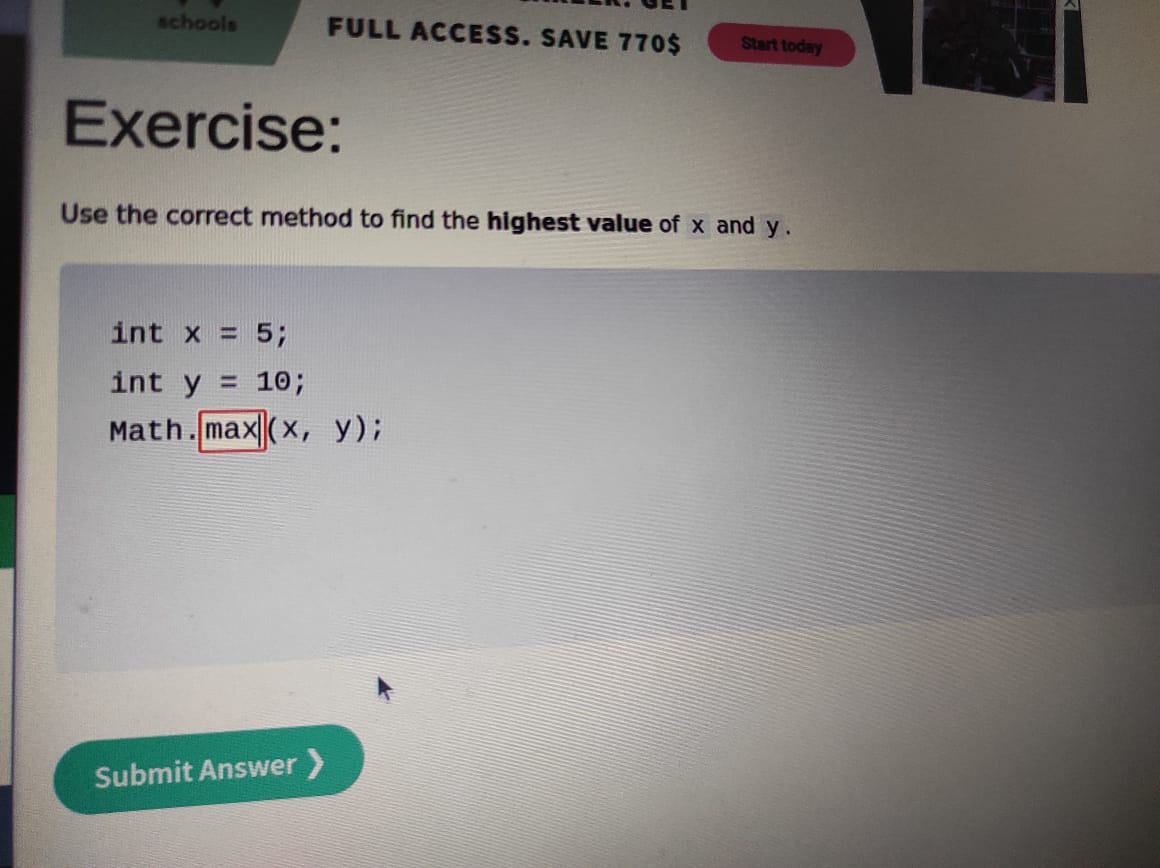 schools
FULL ACCESS. SAVE 770$
Start today
Exercise:
Use the correct method to find the highest value of x and y.
int x = 5;
int y = 10;
Math.max(x, y);
Submit Answer ❯